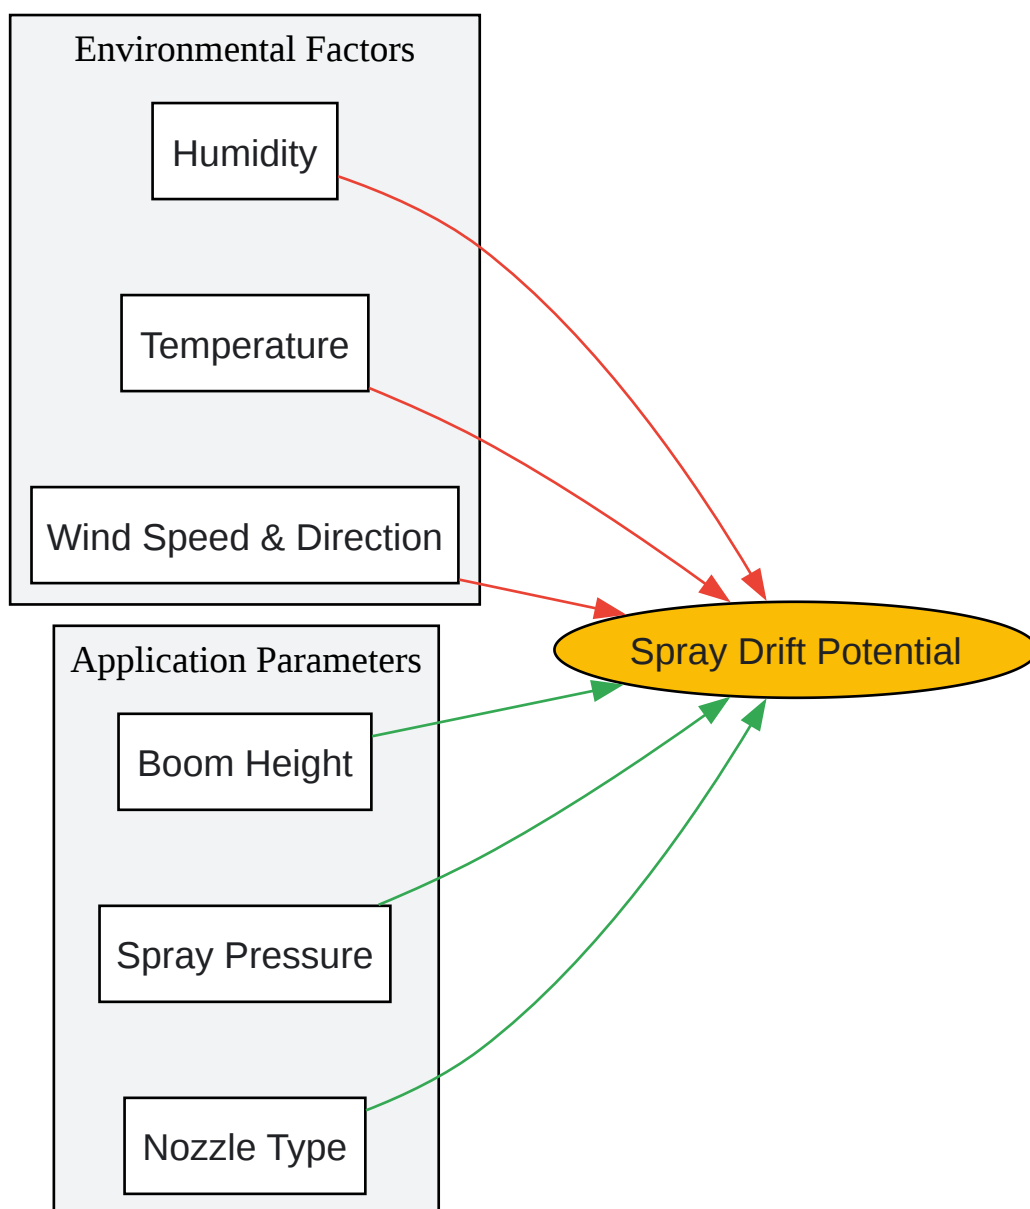 Environmental Factors
Humidity
Temperature
Wind Speed & Direction
Spray Drift Potential
Application Parameters
Boom Height
Spray Pressure
Nozzle Type